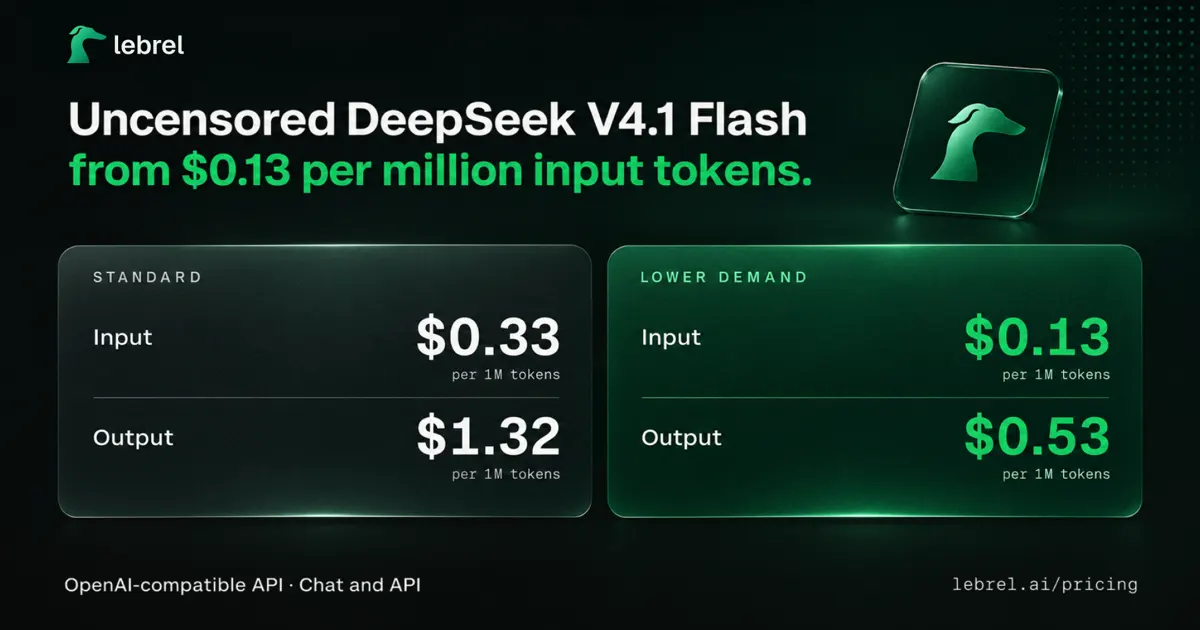 lebrel
Uncensored DeepSeek V4.1 Flash
from $0.13 per million input tokens.
STANDARD
Input
$0.33
per 1M tokens
Output
$1.32
per 1M tokens
LOWER DEMAND
Input
$0.13
per 1M tokens
Output
$0.53
per 1M tokens
OpenAI-compatible API · Chat and API
lebrel.ai/pricing